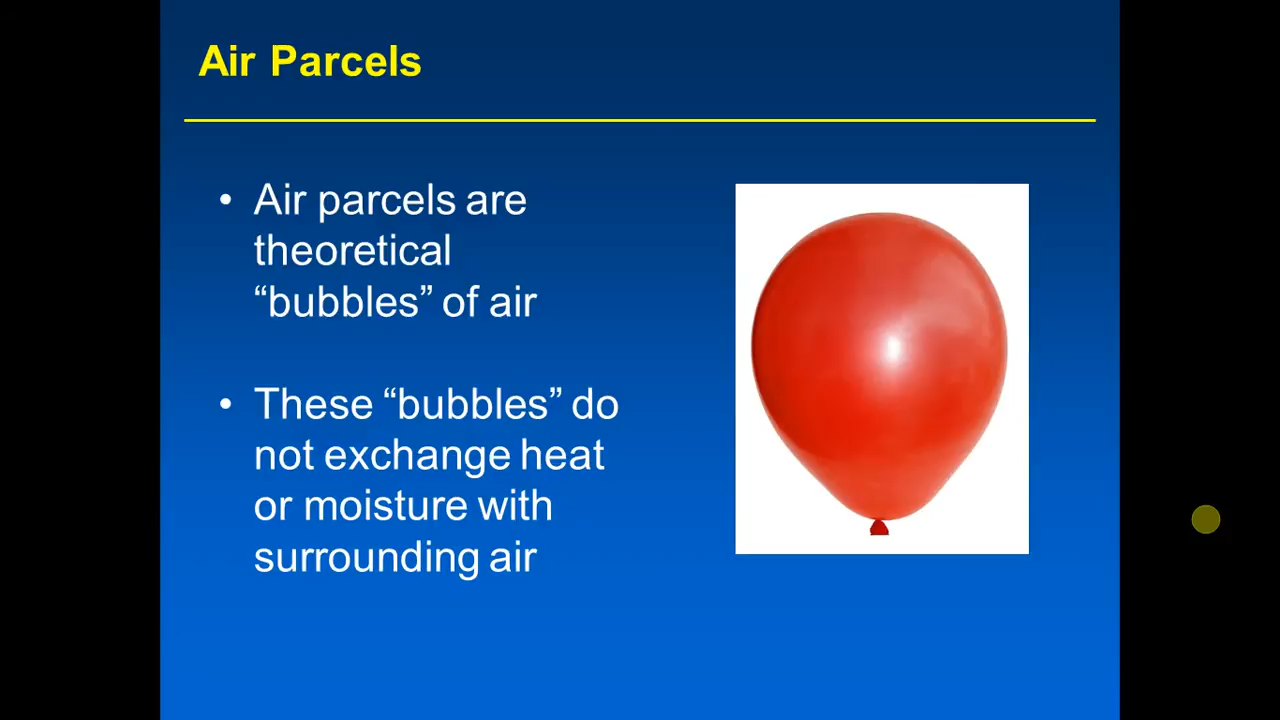 Air Parcels
• Air parcels are
theoretical
“bubbles” of air
• These “bubbles” do
not exchange heat
or moisture with
surrounding air